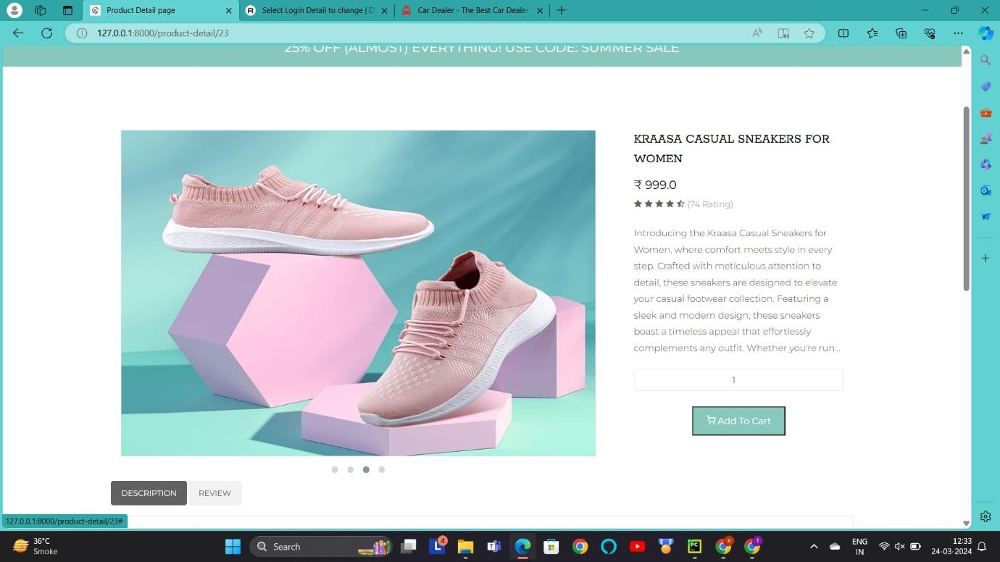 Product Detail page
Select Login Detail to change | D
Car Dealer - The Best Car Dealer
127.0.0.1:8000/product-detail/23
25% OFF (ALMOST) EVERYTHING! USE CODE: SUMMER SALE
KRAASA CASUAL SNEAKERS FOR
WOMEN
₹ 999.0
(74 Rating)
Introducing the Kraasa Casual Sneakers for
Women, where comfort meets style in every
step. Crafted with meticulous attention to
detail, these sneakers are designed to elevate
your casual footwear collection. Featuring a
sleek and modern design, these sneakers
boast a timeless appeal that effortlessly
complements any outfit. Whether you're run...
1
Add To Cart
DESCRIPTION
REVIEW
127.0.0.1:8000/product-detail/23#
36°C
Smoke
Search
4
ENG
IN
12:33
24-03-2024